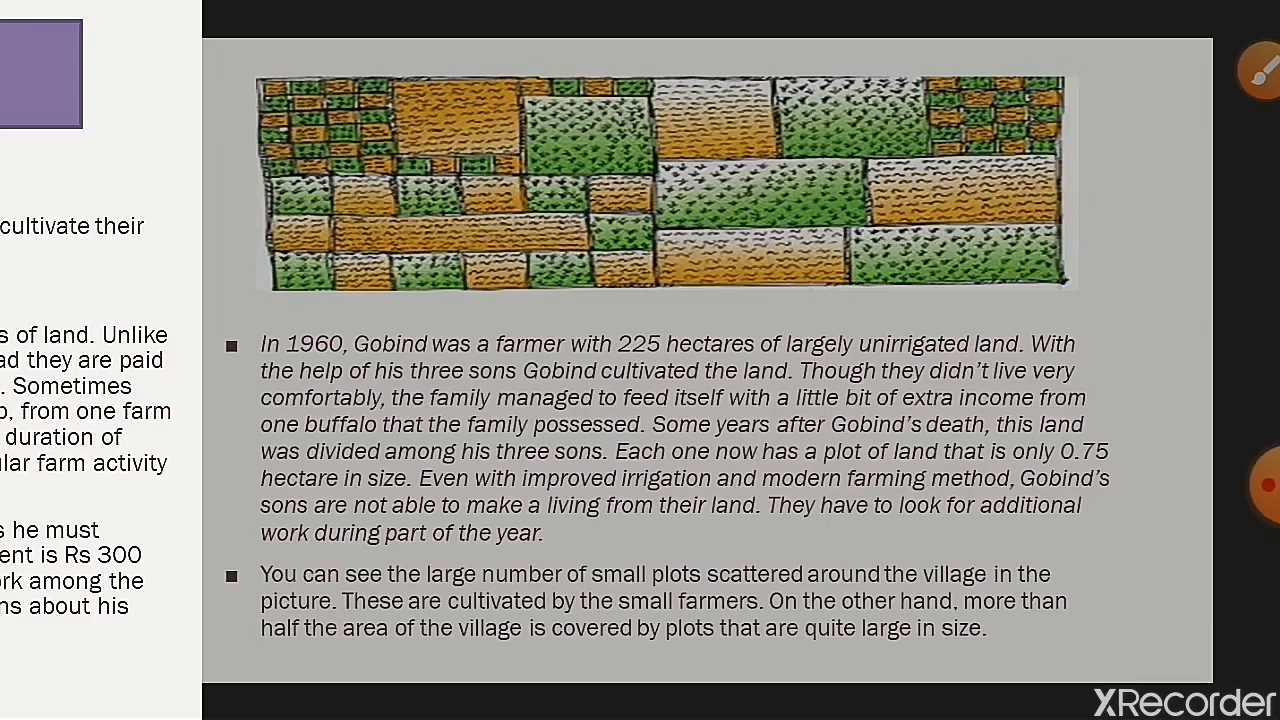 cultivate their
s of land. Unlike
ad they are paid
. Sometimes
o, from one farm
duration of
ular farm activity
s he must
ent is Rs 300
ork among the
ns about his
In 1960, Gobind was a farmer with 225 hectares of largely unirrigated land. With
the help of his three sons Gobind cultivated the land. Though they didn't live very
comfortably, the family managed to feed itself with a little bit of extra income from
one buffalo that the family possessed. Some years after Gobind's death, this land
was divided among his three sons. Each one now has a plot of land that is only 0.75
hectare in size. Even with improved irrigation and modern farming method, Gobind's
sons are not able to make a living from their land. They have to look for additional
work during part of the year.
You can see the large number of small plots scattered around the village in the
picture. These are cultivated by the small farmers. On the other hand, more than
half the area of the village is covered by plots that are quite large in size.
XRecorder